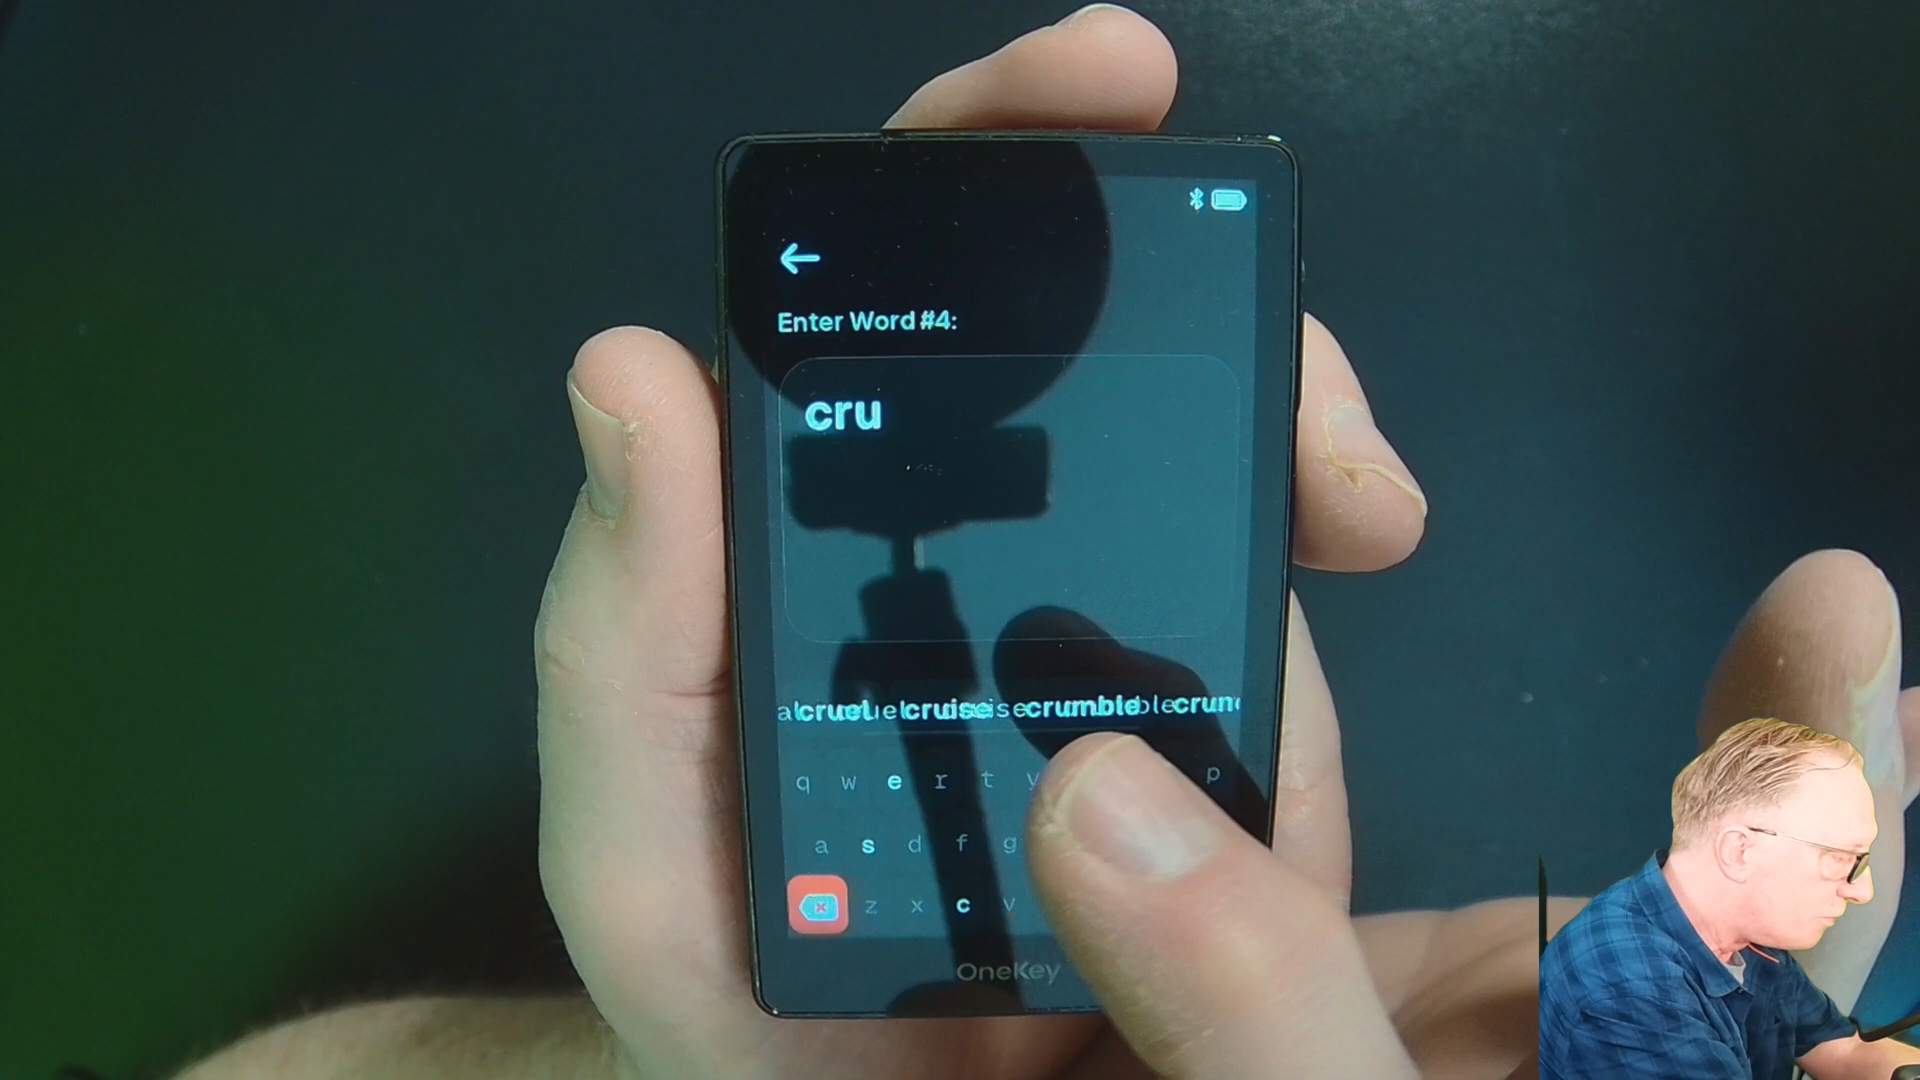 Enter Word #4:
cru
cruel cruise crumble
q w e r t y p
a s d f g
z x c v
OneKey